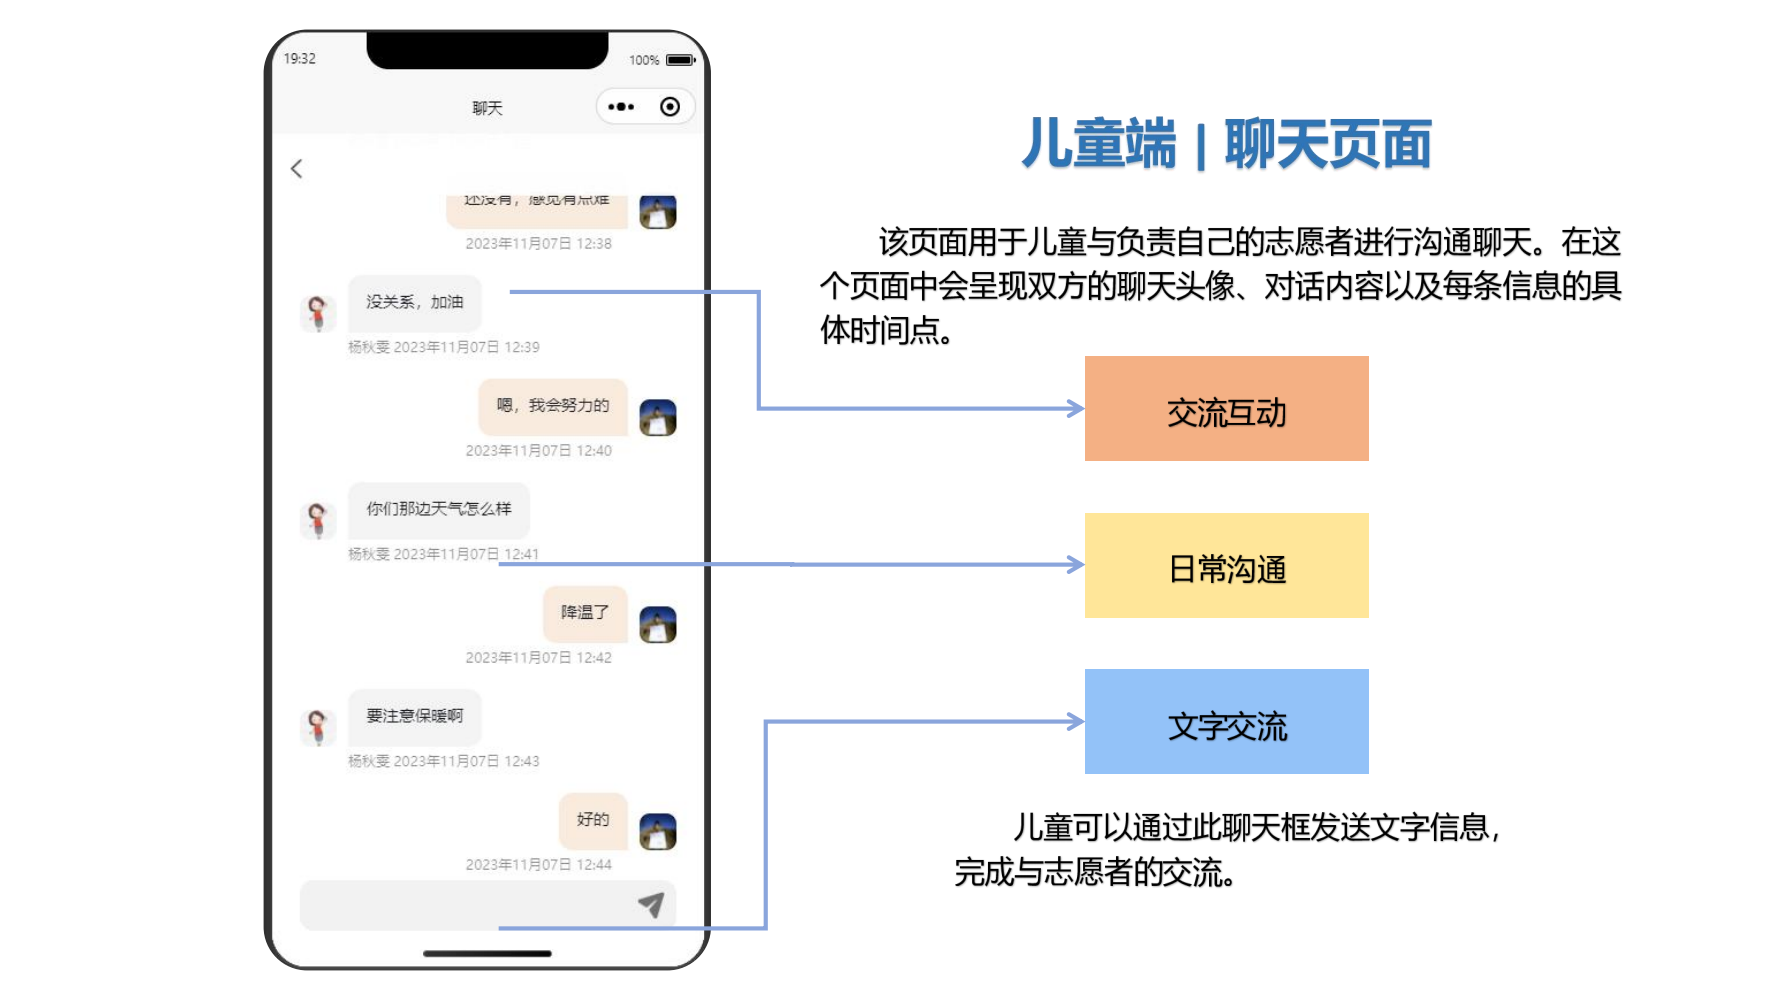 19:32
100%
聊天
还没有，感觉有点难
2023年11月07日 12:38
没关系，加油
杨秋雯 2023年11月07日 12:39
嗯，我会努力的
2023年11月07日 12:40
你们那边天气怎么样
杨秋雯 2023年11月07日 12:41
降温了
2023年11月07日 12:42
要注意保暖啊
杨秋雯 2023年11月07日 12:43
好的
2023年11月07日 12:44
儿童端 | 聊天页面
该页面用于儿童与负责自己的志愿者进行沟通聊天。在这
个页面中会呈现双方的聊天头像、对话内容以及每条信息的具
体时间点。
交流互动
日常沟通
文字交流
儿童可以通过此聊天框发送文字信息，
完成与志愿者的交流。